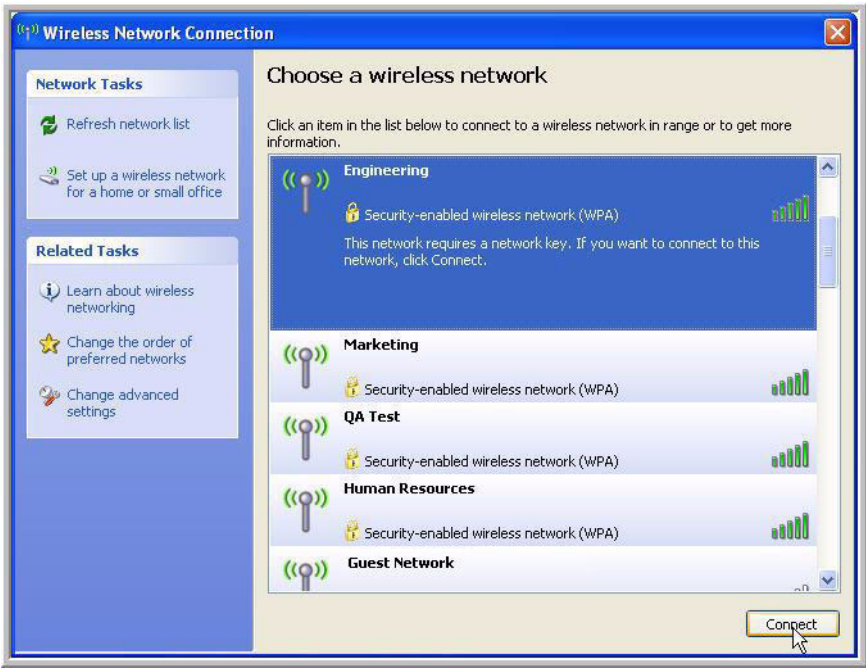 Wireless Network Connection
Network Tasks
Refresh network list
Set up a wireless network
for a home or small office
Related Tasks
Learn about wireless
networking
Change the order of
preferred networks
Change advanced
settings
Choose a wireless network
Click an item in the list below to connect to a wireless network in range or to get more
information.
Engineering
Security-enabled wireless network (WPA)
This network requires a network key. If you want to connect to this
network, click Connect.
Marketing
Security-enabled wireless network (WPA)
QA Test
Security-enabled wireless network (WPA)
Human Resources
Security-enabled wireless network (WPA)
Guest Network
Connect